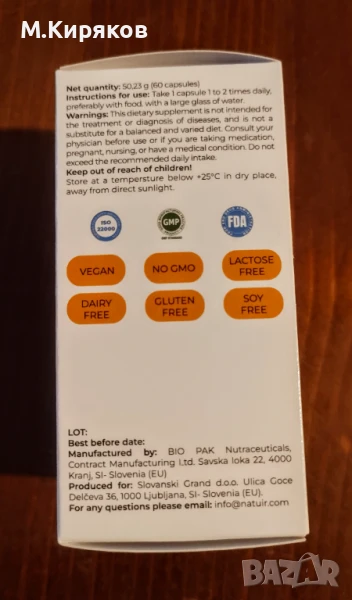 М.Киряков
Net quantity: 50,23 g (60 capsules)
Instructions for use: Take 1 capsule 1 to 2 times daily,
preferably with food, with a large glass of water.
Warnings: This dietary supplement is not intended for
the treatment or diagnosis of diseases, and is not a
substitute for a balanced and varied diet. Consult your
physician before use or if you are taking medication,
pregnant, nursing, or have a medical condition. Do not
exceed the recommended daily intake.
Keep out of reach of children!
Store at a tempersture below +25°C in dry place,
away from direct sunlight.
ISO
22000
GMP
FDA
VEGAN
NO GMO
LACTOSE
FREE
DAIRY
FREE
GLUTEN
FREE
SOY
FREE
LOT:
Best before date:
Manufactured by: BIO PAK Nutraceuticals,
Contract Manufacturing l.td. Savska loka 22, 4000
Kranj, SI- Slovenia (EU)
Produced for: Slovanski Grand d.o.o. Ulica Goce
Delčeva 36, 1000 Ljubljana, SI - Slovenia (EU).
For any questions please email: info@natuir.com
BAZAR